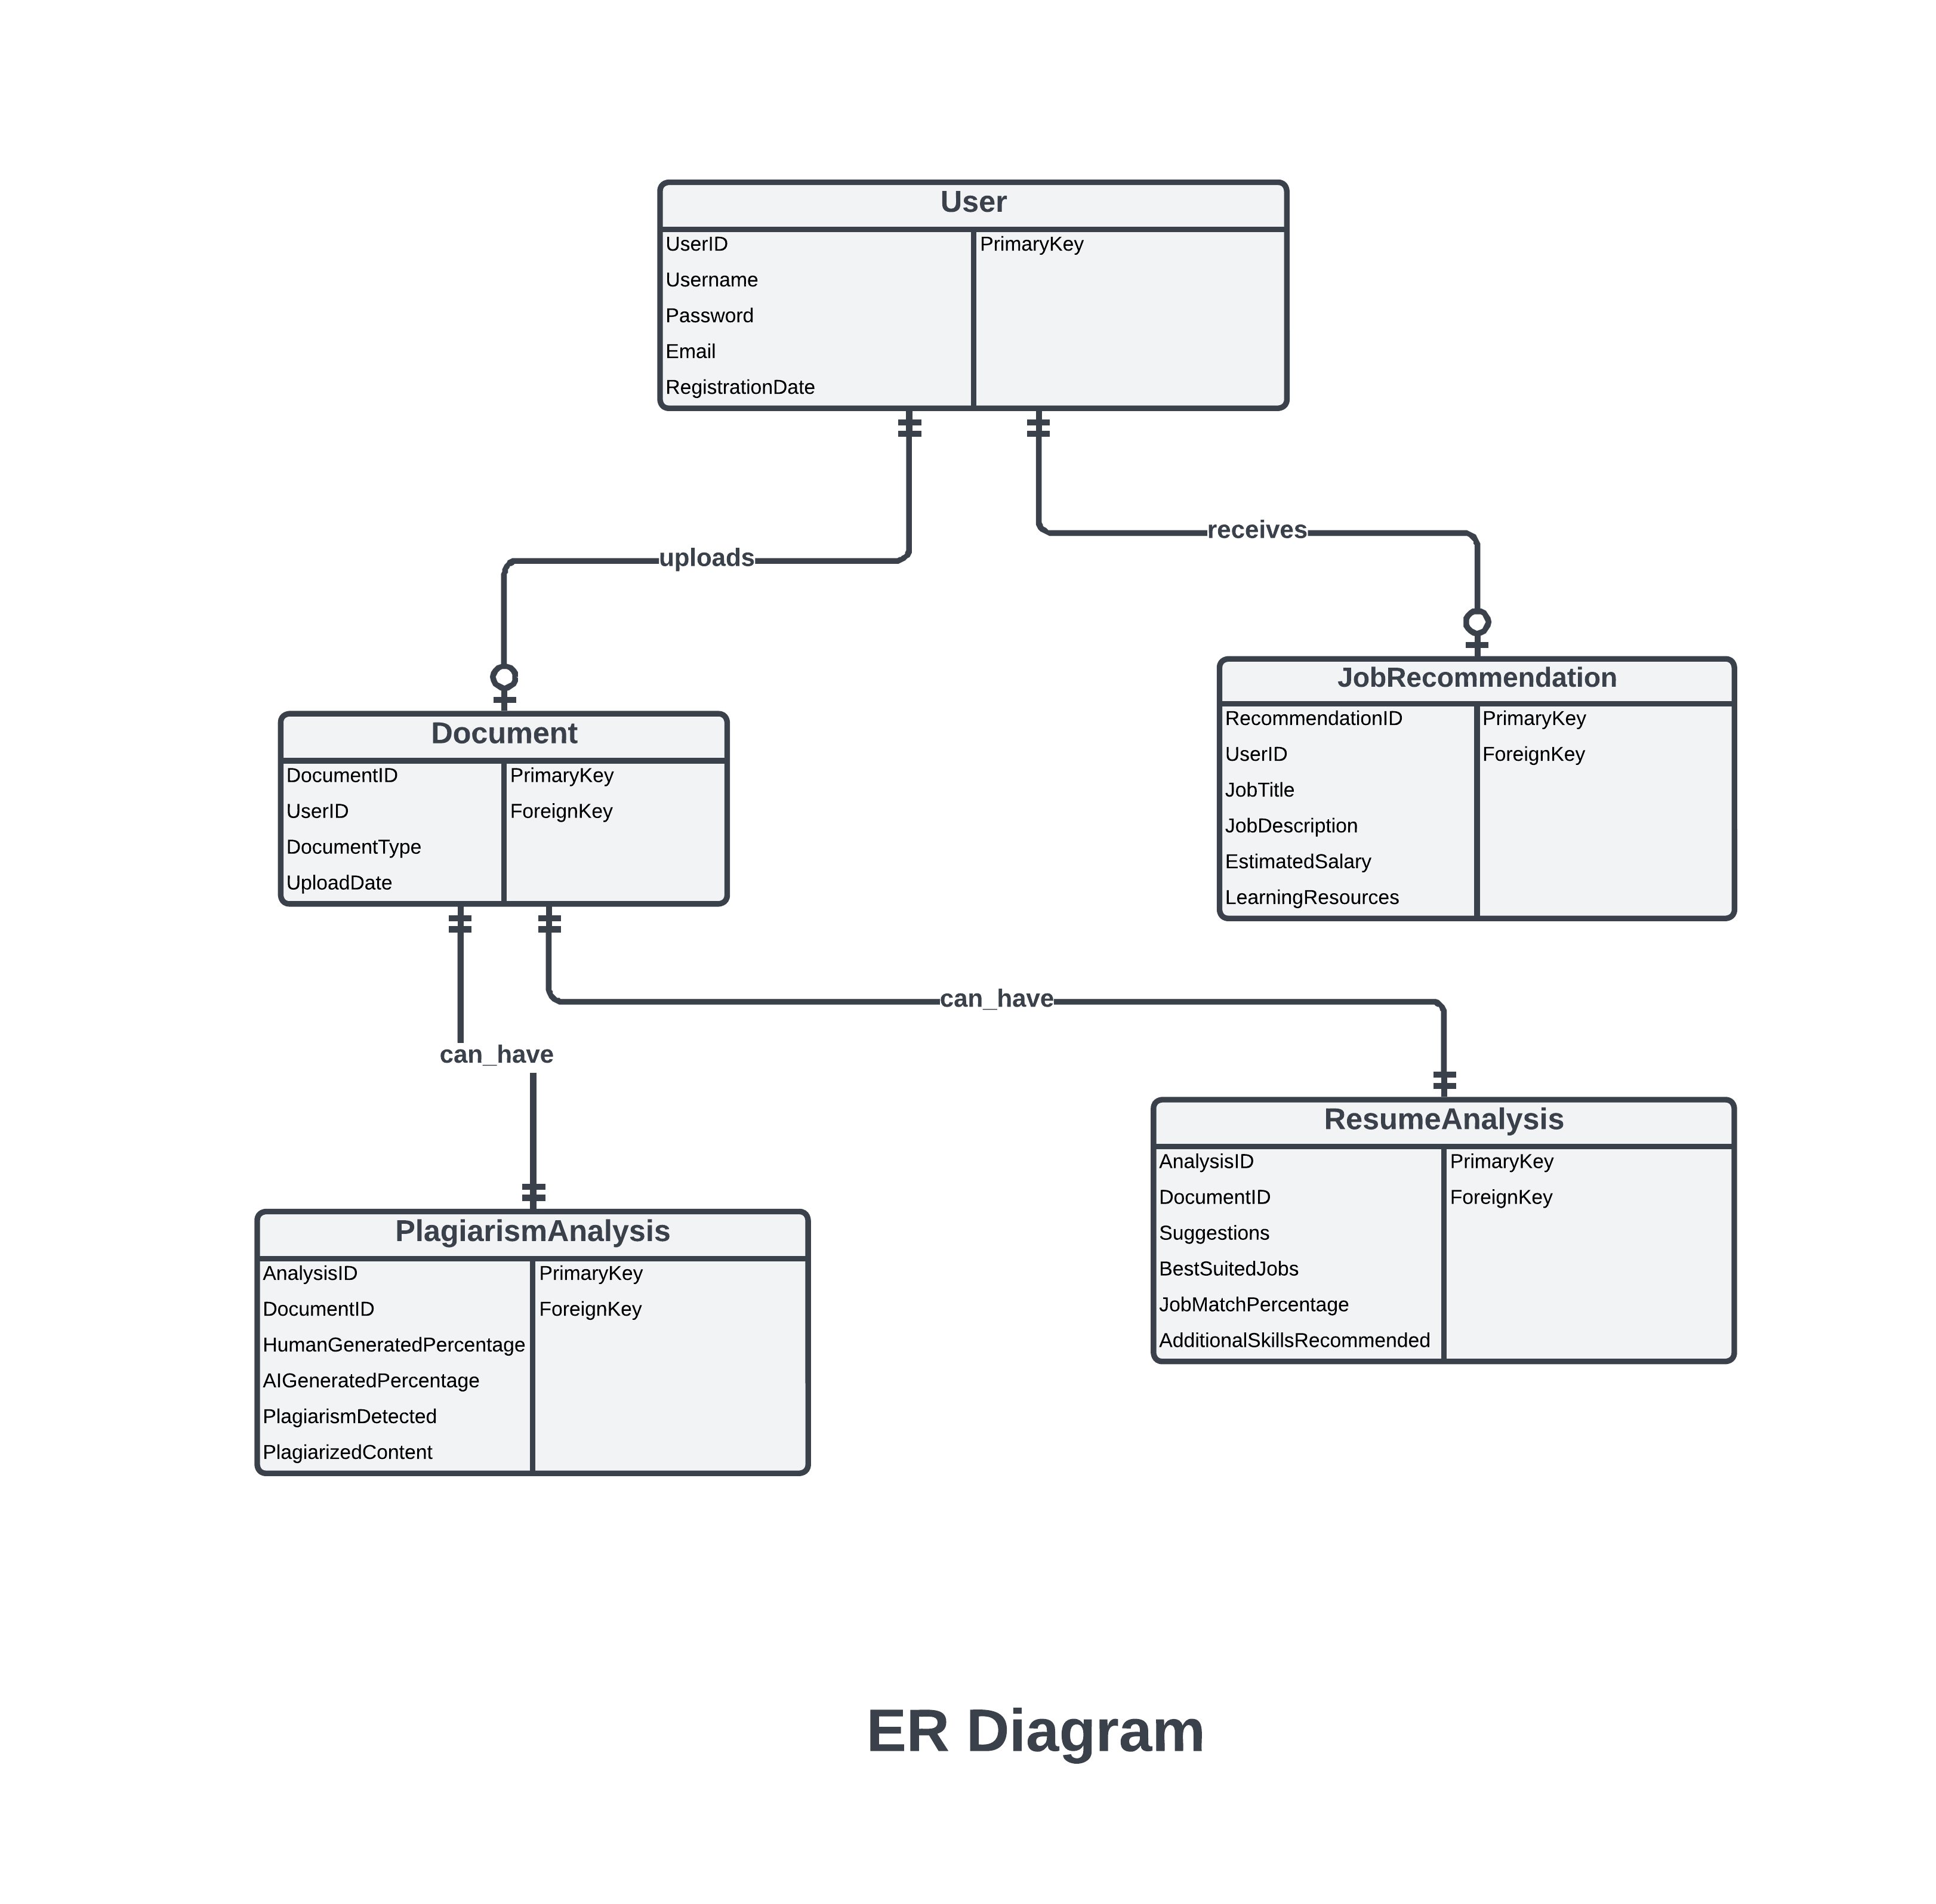 User
UserID PrimaryKey
Username
Password
Email
RegistrationDate
uploads
receives
Document
DocumentID PrimaryKey
UserID ForeignKey
DocumentType
UploadDate
JobRecommendation
RecommendationID PrimaryKey
UserID ForeignKey
JobTitle
JobDescription
EstimatedSalary
LearningResources
can_have
can_have
PlagiarismAnalysis
AnalysisID PrimaryKey
DocumentID ForeignKey
HumanGeneratedPercentage
AIGeneratedPercentage
PlagiarismDetected
PlagiarizedContent
ResumeAnalysis
AnalysisID PrimaryKey
DocumentID ForeignKey
Suggestions
BestSuitedJobs
JobMatchPercentage
AdditionalSkillsRecommended
ER Diagram